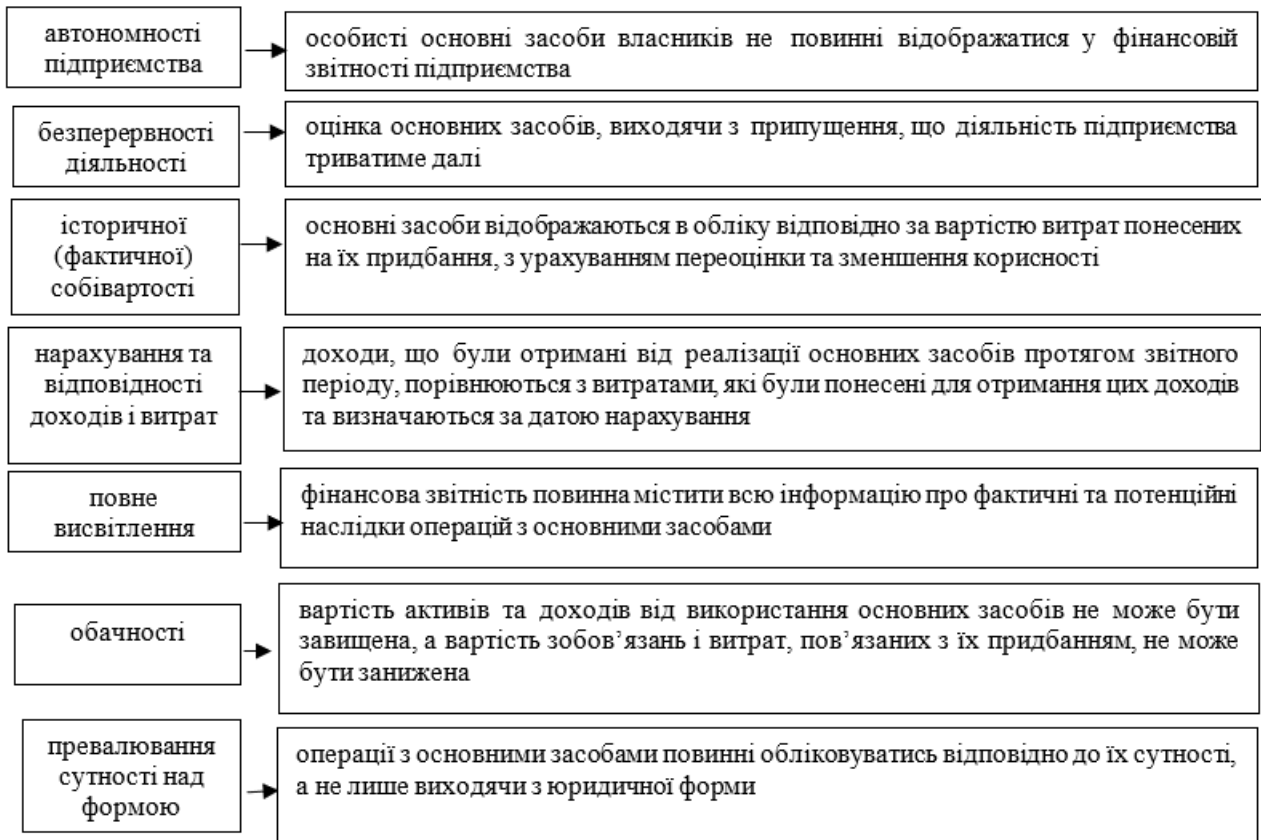 автономності
підприємства
особисті основні засоби власників не повинні відображатися у фінансовій
звітності підприємства
безперервності
діяльності
оцінка основних засобів, виходячи з припущення, що діяльність підприємства
триватиме далі
історичної
(фактичної)
собівартості
основні засоби відображаються в обліку відповідно за вартістю витрат понесених
на їх придбання, з урахуванням переоцінки та зменшення корисності
нарахування та
відповідності
доходів і витрат
доходи, що були отримані від реалізації основних засобів протягом звітного
періоду, порівнюються з витратами, які були понесені для отримання цих доходів
та визначаються за датою нарахування
повне
висвітлення
фінансова звітність повинна містити всю інформацію про фактичні та потенційні
наслідки операцій з основними засобами
обачності
вартість активів та доходів від використання основних засобів не може бути
завищена, а вартість зобов’язань і витрат, пов’язаних з їх придбанням, не може
бути занижена
превалювання
сутності над
формою
операції з основними засобами повинні обліковуватись відповідно до їх сутності,
а не лише виходячи з юридичної форми